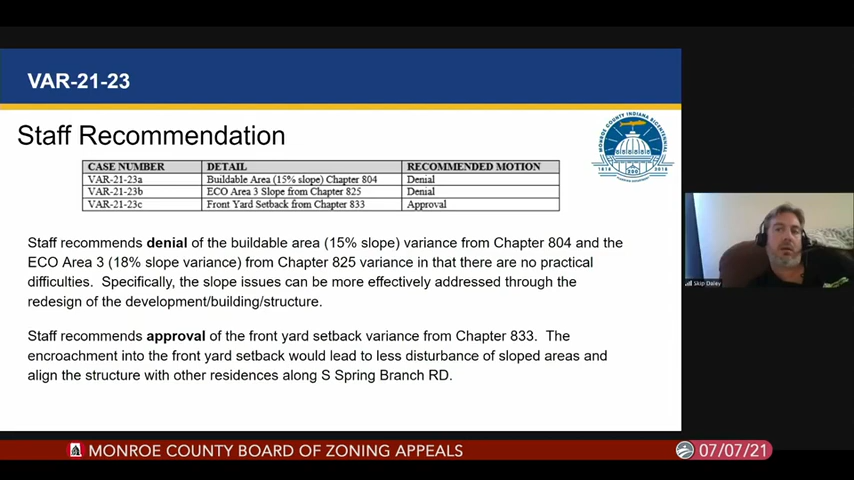 VAR-21-23
Staff Recommendation
MONROE COUNTY INDIANA BICENTENNIAL
1818 200 2018
CASE NUMBER DETAIL RECOMMENDED MOTION
VAR-21-23a Buildable Area (15% slope) Chapter 804 Denial
VAR-21-23b ECO Area 3 Slope from Chapter 825 Denial
VAR-21-23c Front Yard Setback from Chapter 833 Approval
Staff recommends denial of the buildable area (15% slope) variance from Chapter 804 and the
ECO Area 3 (18% slope variance) from Chapter 825 variance in that there are no practical
difficulties. Specifically, the slope issues can be more effectively addressed through the
redesign of the development/building/structure.
Staff recommends approval of the front yard setback variance from Chapter 833. The
encroachment into the front yard setback would lead to less disturbance of sloped areas and
align the structure with other residences along S Spring Branch RD.
Skip Daley
MONROE COUNTY BOARD OF ZONING APPEALS
07/07/21